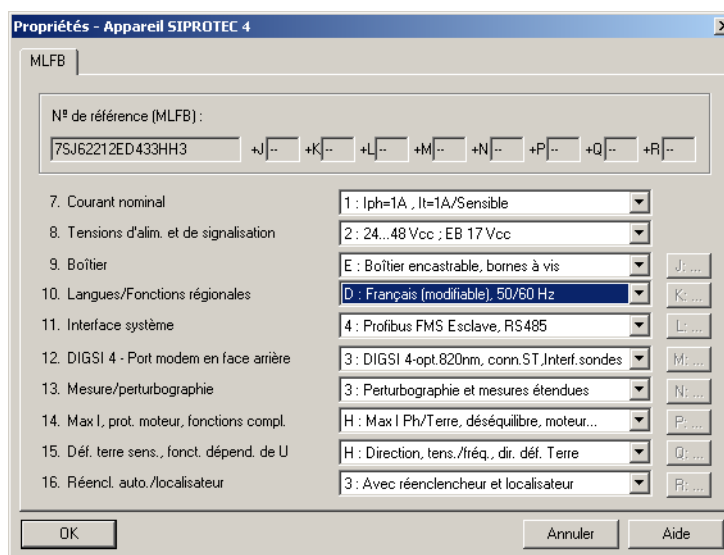 Propriétés - Appareil SIPROTEC 4
MLFB
Nº de référence (MLFB) :
7SJ62212ED433HH3 +J -- +K -- +L -- +M -- +N -- +P -- +Q -- +R --
7. Courant nominal 1 : Iph=1A , It=1A/Sensible
8. Tensions d'alim. et de signalisation 2 : 24...48 Vcc ; EB 17 Vcc
9. Boîtier E : Boîtier encastrable, bornes à vis J: ...
10. Langues/Fonctions régionales D : Français (modifiable), 50/60 Hz K: ...
11. Interface système 4 : Profibus FMS Esclave, RS485 L: ...
12. DIGSI 4 - Port modem en face arrière 3 : DIGSI 4-opt.820nm, conn.ST,Interf.sondes M: ...
13. Mesure/perturbographie 3 : Perturbographie et mesures étendues N: ...
14. Max I, prot. moteur, fonctions compl. H : Max I Ph/Terre, déséquilibre, moteur... P: ...
15. Déf. terre sens., fonct. dépend. de U H : Direction, tens./fréq., dir. déf. Terre Q: ...
16. Réencl. auto./localisateur 3 : Avec réenclencheur et localisateur R: ...
OK Annuler Aide